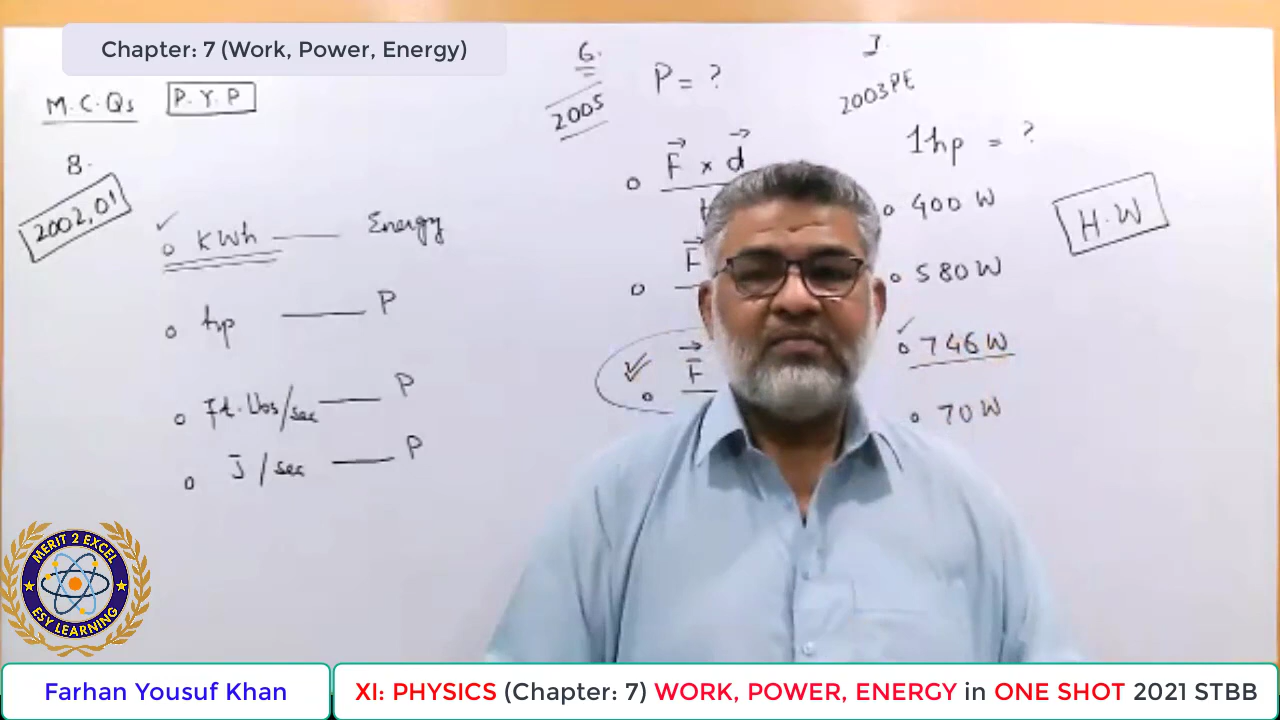 Chapter: 7 (Work, Power, Energy)
M.C.Qs P.Y.P
8.
2002,01
KWh Energy
hp P
Ft.lbs/sec P
J/sec P
6.
2005
P = ?
F x d
t
F
F
7.
2003PE
1hp = ?
400 W
580 W
746 W
70 W
H.W
MERIT 2 EXCEL
ESY LEARNING
Farhan Yousuf Khan
XI: PHYSICS (Chapter: 7) WORK, POWER, ENERGY in ONE SHOT 2021 STBB